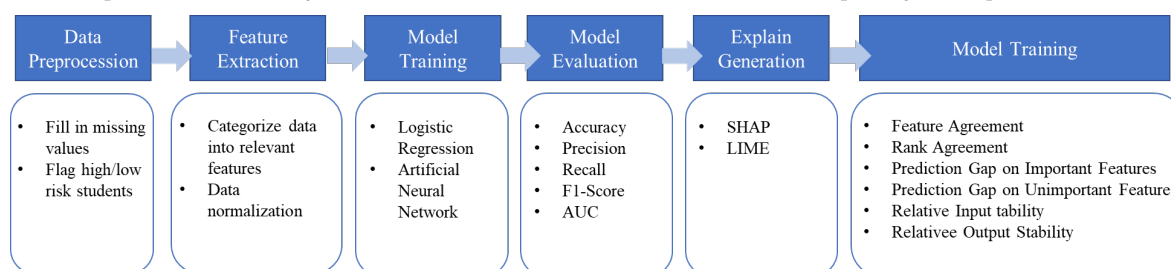 Data
Preprocession
Feature
Extraction
Model
Training
Model
Evaluation
Explain
Generation
Model Training
• Fill in missing
values
• Flag high/low
risk students
• Categorize data
into relevant
features
• Data
normalization
• Logistic
Regression
• Artificial
Neural
Network
• Accuracy
• Precision
• Recall
• F1-Score
• AUC
• SHAP
• LIME
• Feature Agreement
• Rank Agreement
• Prediction Gap on Important Features
• Prediction Gap on Unimportant Feature
• Relative Input tability
• Relativee Output Stability